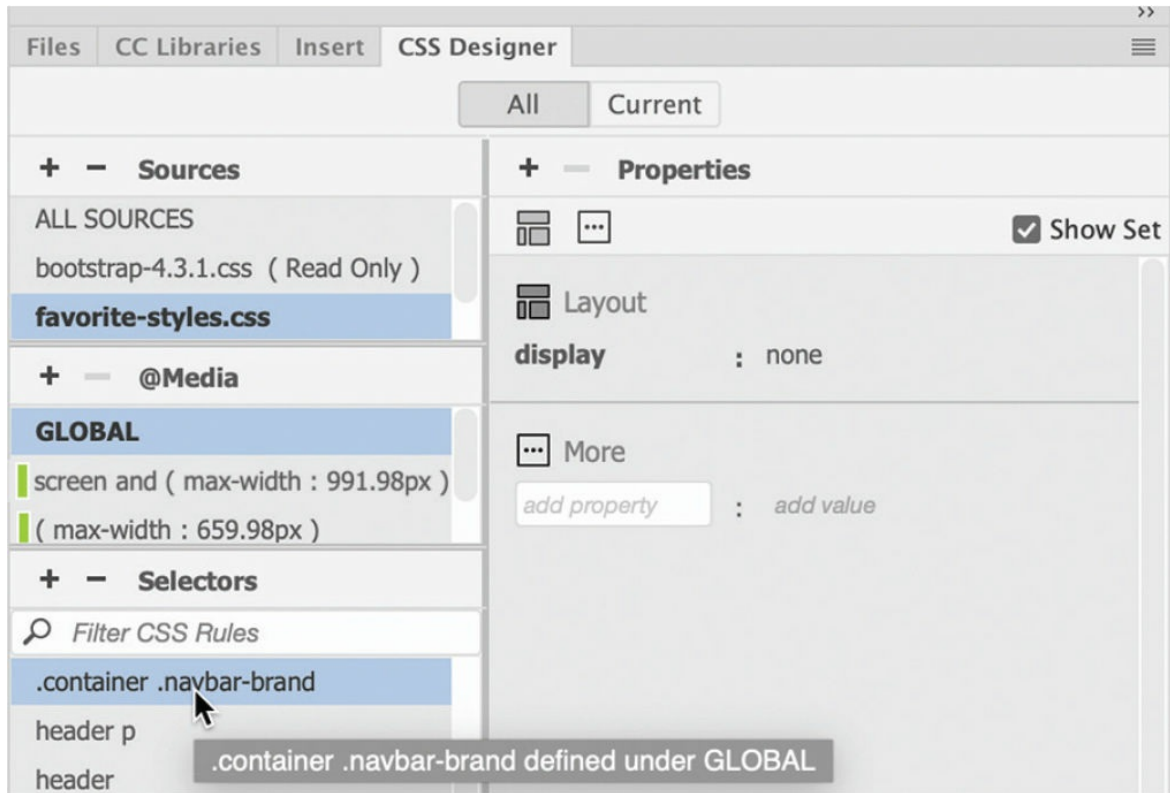 >>
Files CC Libraries Insert CSS Designer
All Current
+ − Sources
ALL SOURCES
bootstrap-4.3.1.css ( Read Only )
favorite-styles.css
+ − @Media
GLOBAL
screen and ( max-width : 991.98px )
( max-width : 659.98px )
+ − Selectors
Filter CSS Rules
.container .navbar-brand
header p
.container .navbar-brand defined under GLOBAL
header
+ − Properties
Show Set
Layout
display : none
More
add property : add value